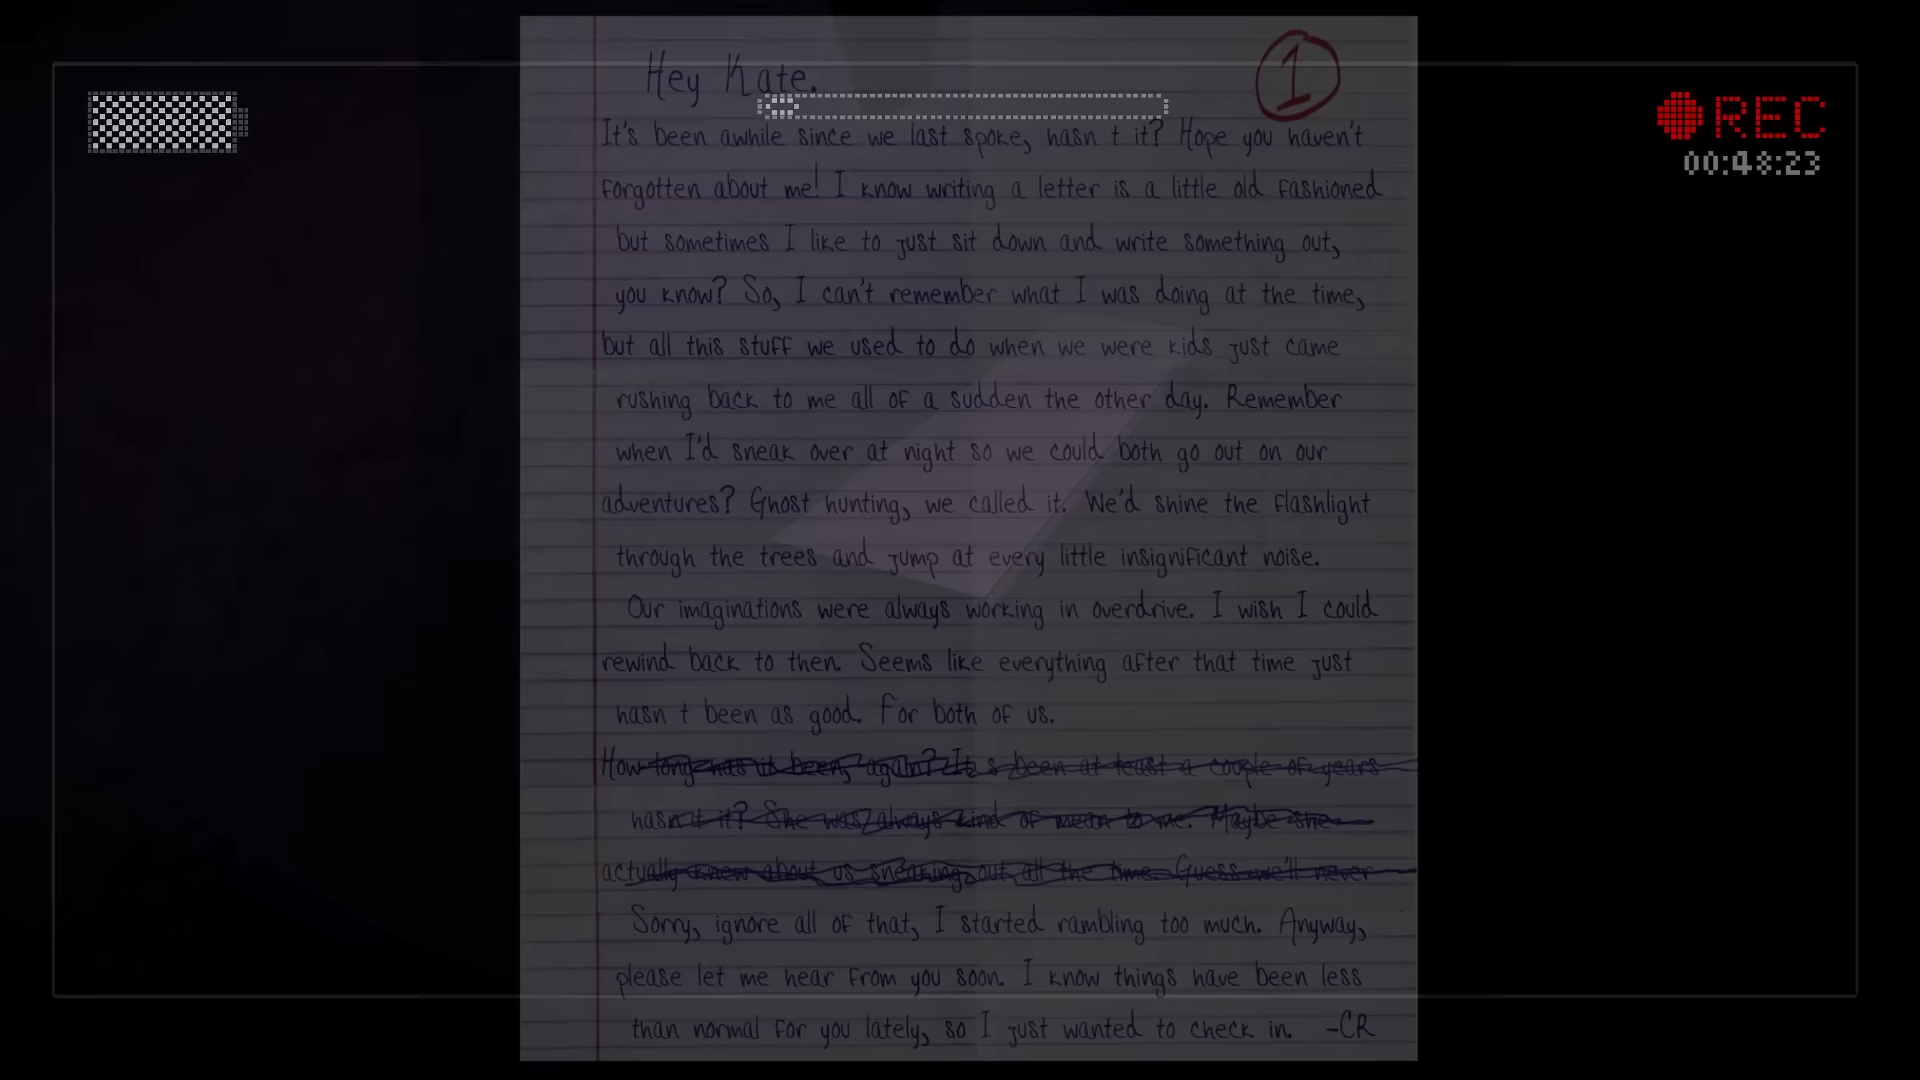 Hey Kate.
1
REC
00:48:23
It's been awhile since we last spoke, hasn t it? Hope you haven't
forgotten about me! I know writing a letter is a little old fashioned
but sometimes I like to just sit down and write something out,
you know? So, I can't remember what I was doing at the time,
but all this stuff we used to do when we were kids just came
rushing back to me all of a sudden the other day. Remember
when I'd sneak over at night so we could both go out on our
adventures? Ghost hunting, we called it. We'd shine the flashlight
through the trees and jump at every little insignificant noise.
Our imaginations were always working in overdrive. I wish I could
rewind back to then. Seems like everything after that time just
hasn t been as good. For both of us.
How long has it been, again? It s been at least a couple of years
hasn t it? She was always kind of mean to me. Maybe she
actually knew about us sneaking out all the time. Guess we'll never
Sorry, ignore all of that, I started rambling too much. Anyway,
please let me hear from you soon. I know things have been less
than normal for you lately, so I just wanted to check in. -CR